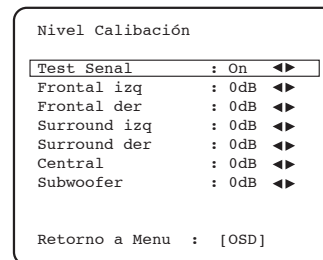 Nivel Calibación
Test Senal : On ◀▶
Frontal izq : 0dB ◀▶
Frontal der : 0dB ◀▶
Surround izq : 0dB ◀▶
Surround der : 0dB ◀▶
Central : 0dB ◀▶
Subwoofer : 0dB ◀▶
Retorno a Menu : [OSD]